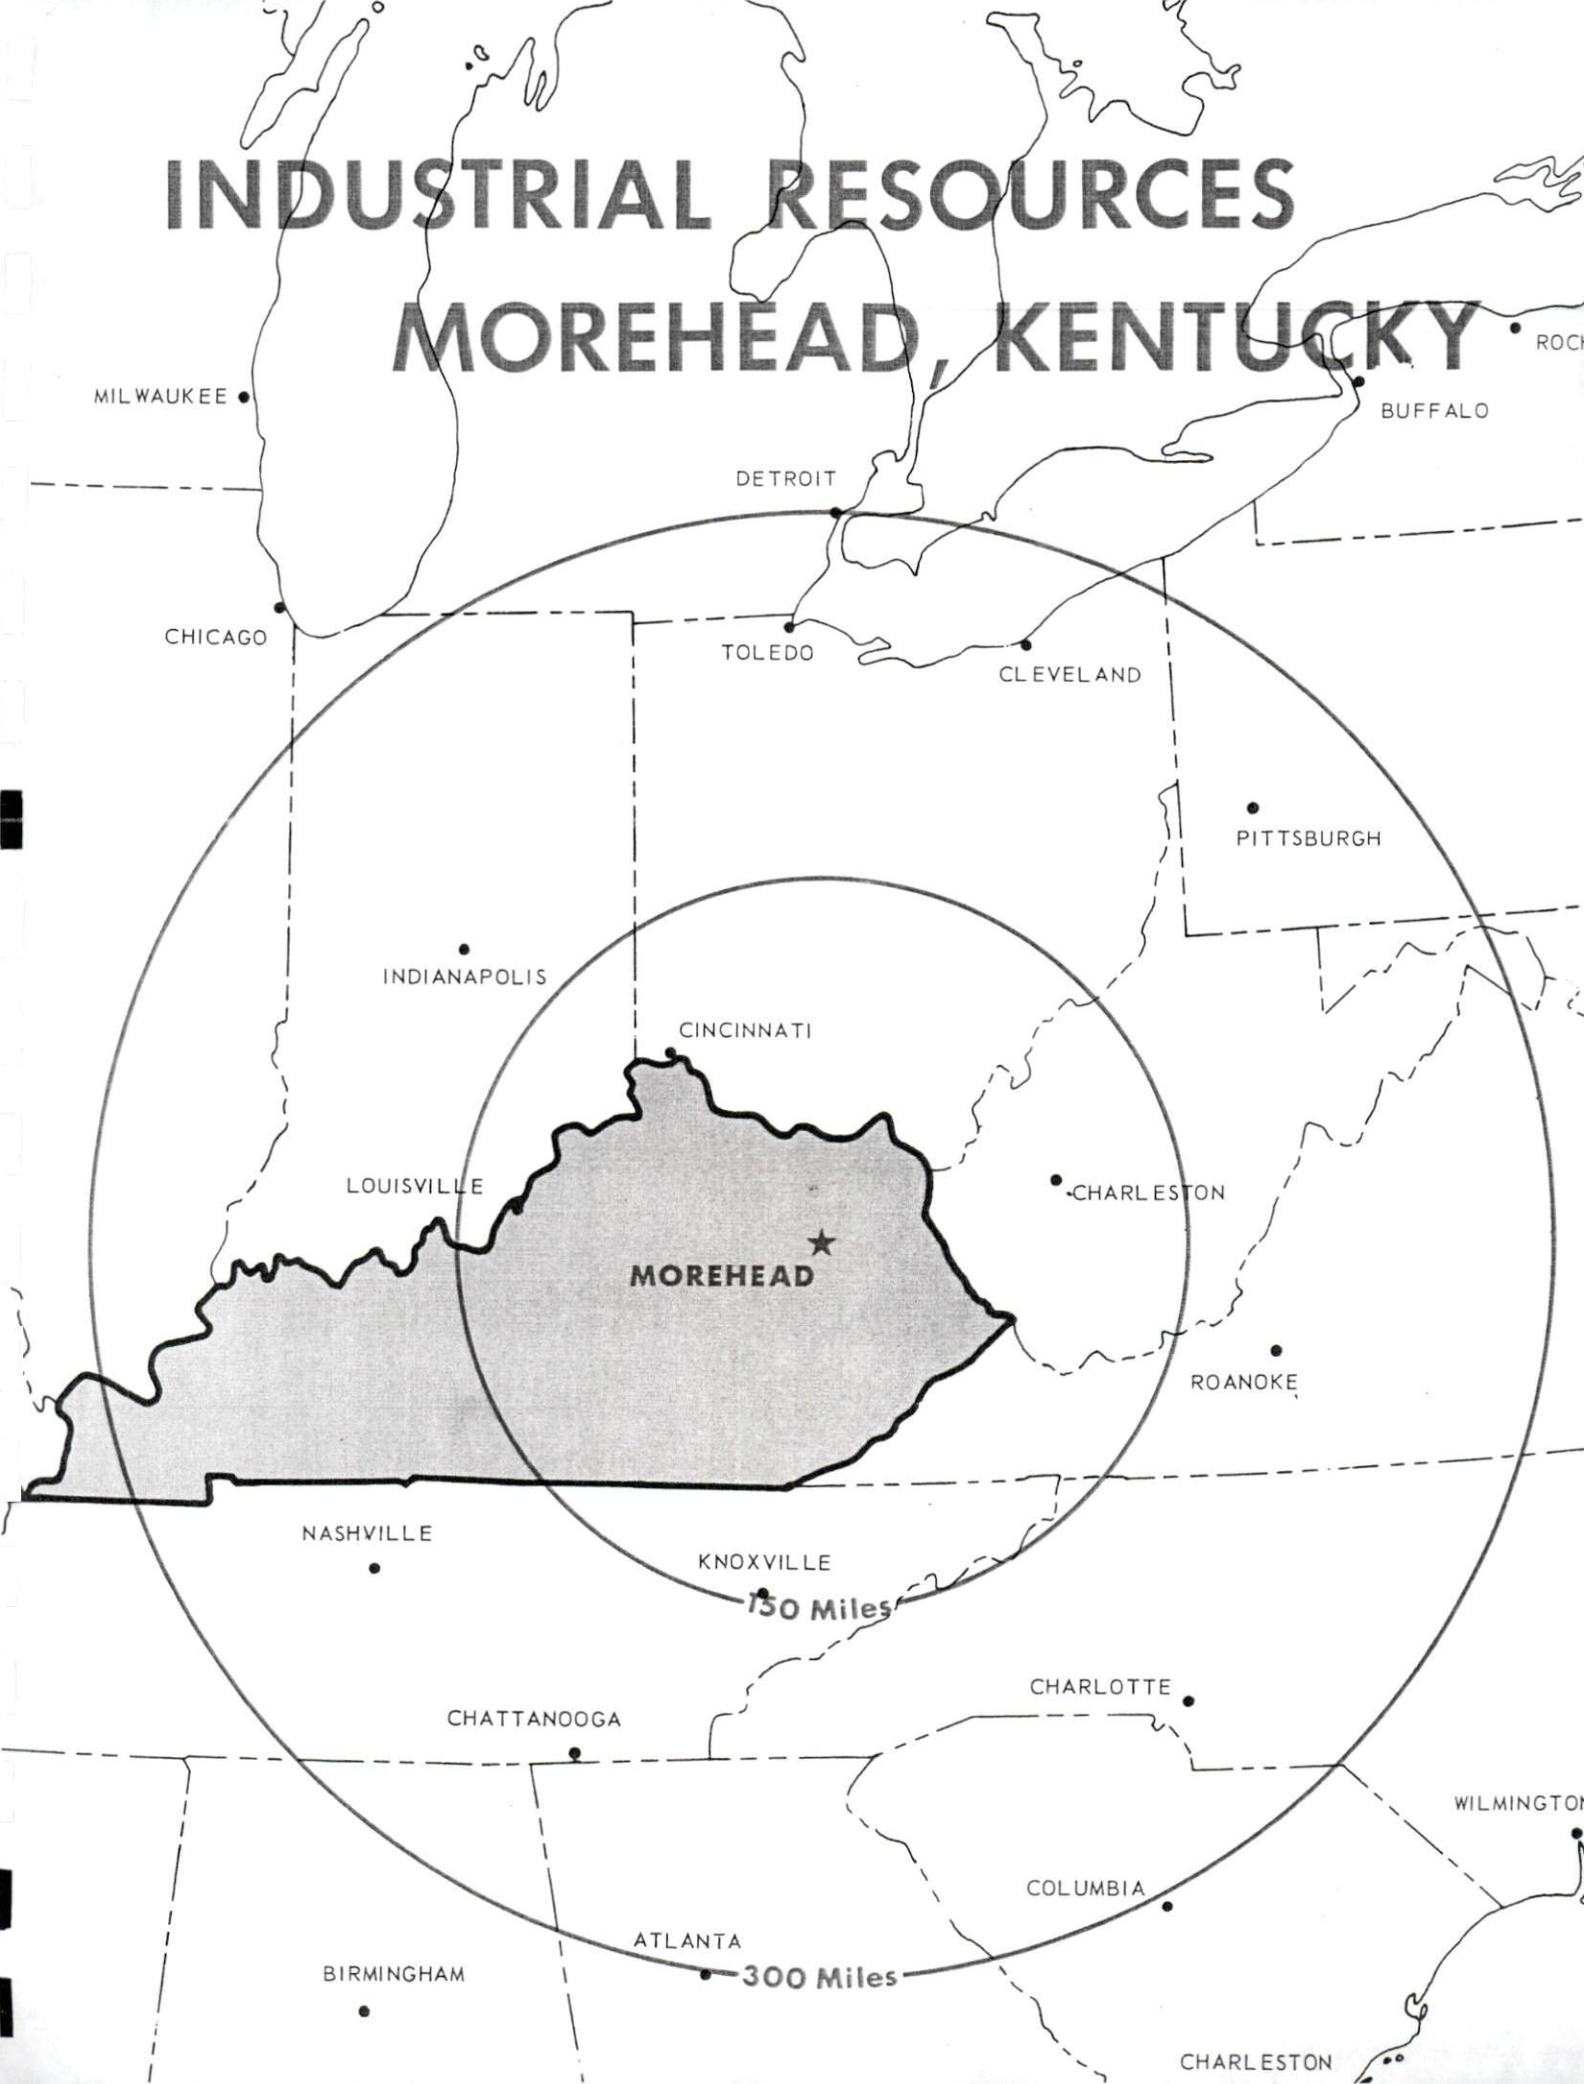 INDUSTRIAL RESOURCES
MOREHEAD, KENTUCKY
ROCH
MILWAUKEE
BUFFALO
DETROIT
CHICAGO
TOLEDO
CLEVELAND
PITTSBURGH
INDIANAPOLIS
CINCINNATI
LOUISVILLE
CHARLESTON
MOREHEAD
ROANOKE
NASHVILLE
KNOXVILLE
150 Miles
CHARLOTTE
CHATTANOOGA
WILMINGTON
COLUMBIA
ATLANTA
BIRMINGHAM
300 Miles
CHARLESTON